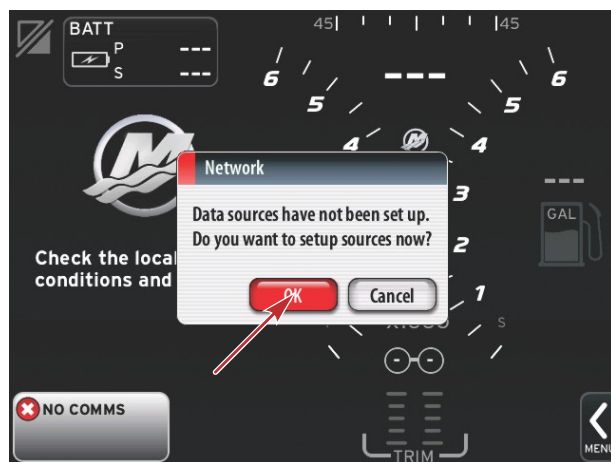 BATT
P ---
S ---
45 45
6 6
5 5
4 4
3
2
1
---
---
GAL
Network
Data sources have not been set up.
Do you want to setup sources now?
OK Cancel
Check the local
conditions and
S
NO COMMS
TRIM
MENU